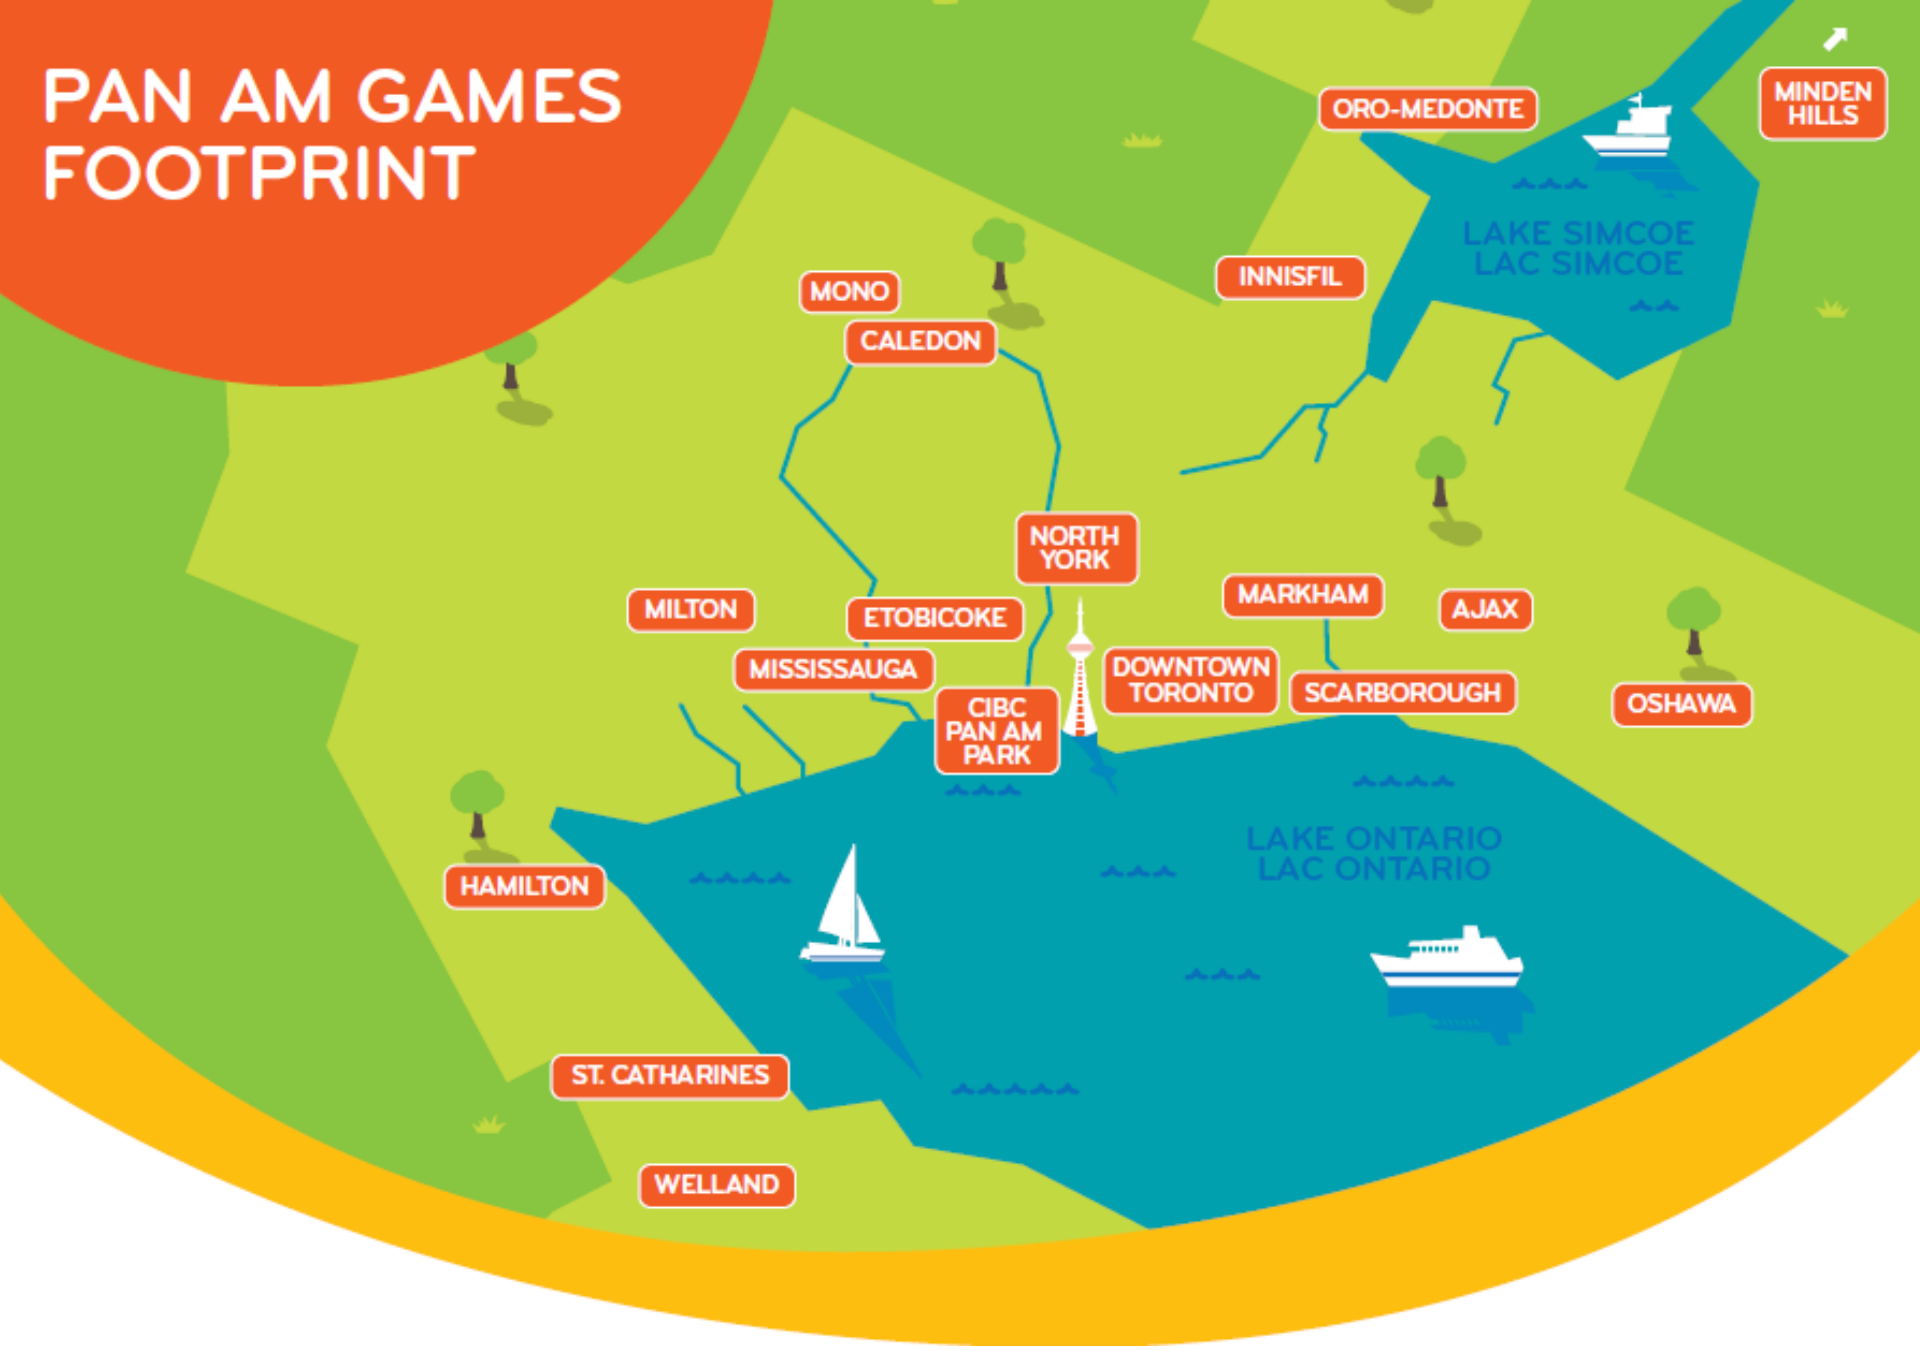 PAN AM GAMES
FOOTPRINT
MINDEN
HILLS
ORO-MEDONTE
LAKE SIMCOE
LAC SIMCOE
INNISFIL
MONO
CALEDON
NORTH
YORK
MILTON
ETOBICOKE
MARKHAM
AJAX
MISSISSAUGA
DOWNTOWN
TORONTO
SCARBOROUGH
OSHAWA
CIBC
PAN AM
PARK
LAKE ONTARIO
LAC ONTARIO
HAMILTON
ST. CATHARINES
WELLAND